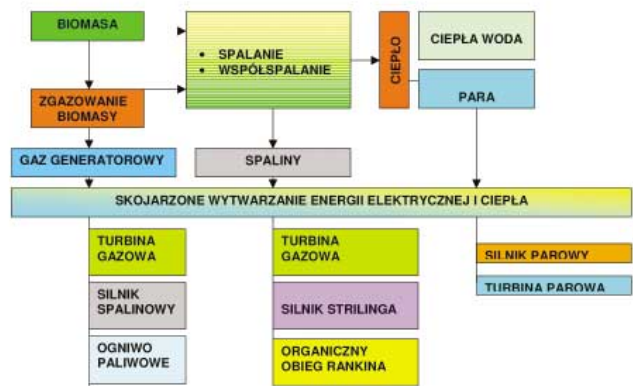 BIOMASA
• SPALANIE
• WSPÓŁSPALANIE
CIEPŁO
CIEPŁA WODA
PARA
ZGAZOWANIE
BIOMASY
GAZ GENERATOROWY
SPALINY
SKOJARZONE WYTWARZANIE ENERGII ELEKTRYCZNEJ I CIEPŁA
TURBINA
GAZOWA
SILNIK
SPALINOWY
OGNIWO
PALIWOWE
TURBINA
GAZOWA
SILNIK STRILINGA
ORGANICZNY
OBIEG RANKINA
SILNIK PAROWY
TURBINA PAROWA